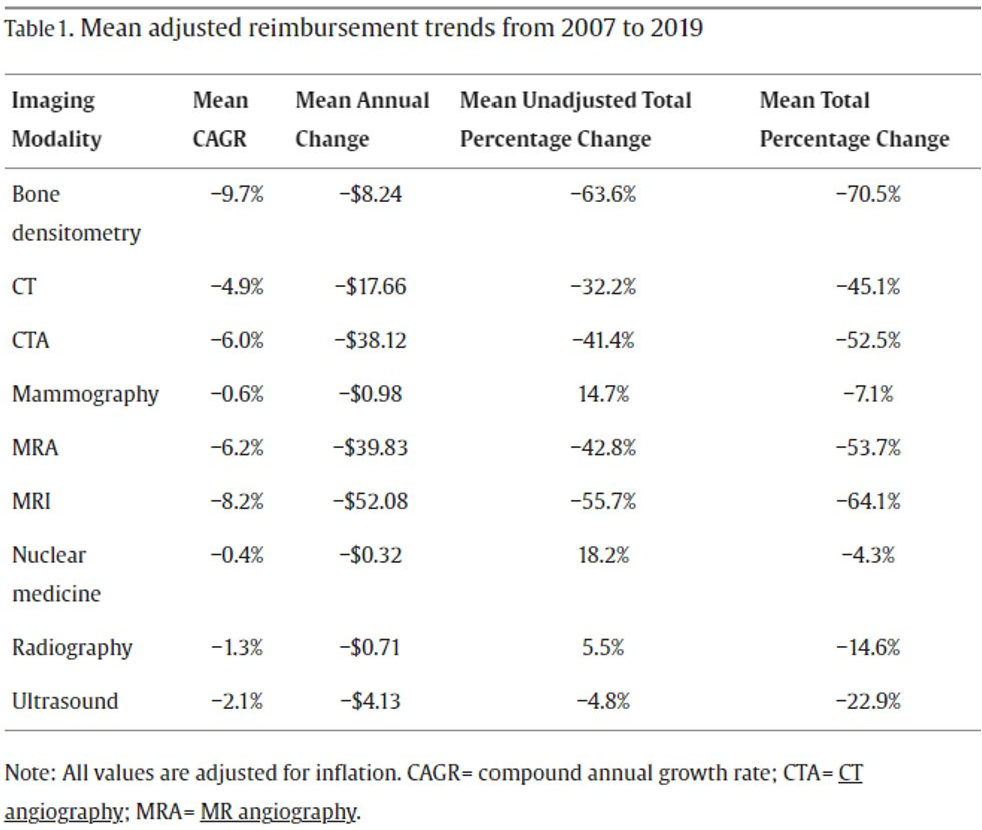 Table 1. Mean adjusted reimbursement trends from 2007 to 2019
Imaging Modality Mean CAGR Mean Annual Change Mean Unadjusted Total Percentage Change Mean Total Percentage Change
Bone densitometry −9.7% −$8.24 −63.6% −70.5%
CT −4.9% −$17.66 −32.2% −45.1%
CTA −6.0% −$38.12 −41.4% −52.5%
Mammography −0.6% −$0.98 14.7% −7.1%
MRA −6.2% −$39.83 −42.8% −53.7%
MRI −8.2% −$52.08 −55.7% −64.1%
Nuclear medicine −0.4% −$0.32 18.2% −4.3%
Radiography −1.3% −$0.71 5.5% −14.6%
Ultrasound −2.1% −$4.13 −4.8% −22.9%
Note: All values are adjusted for inflation. CAGR= compound annual growth rate; CTA= CT
angiography; MRA= MR angiography.